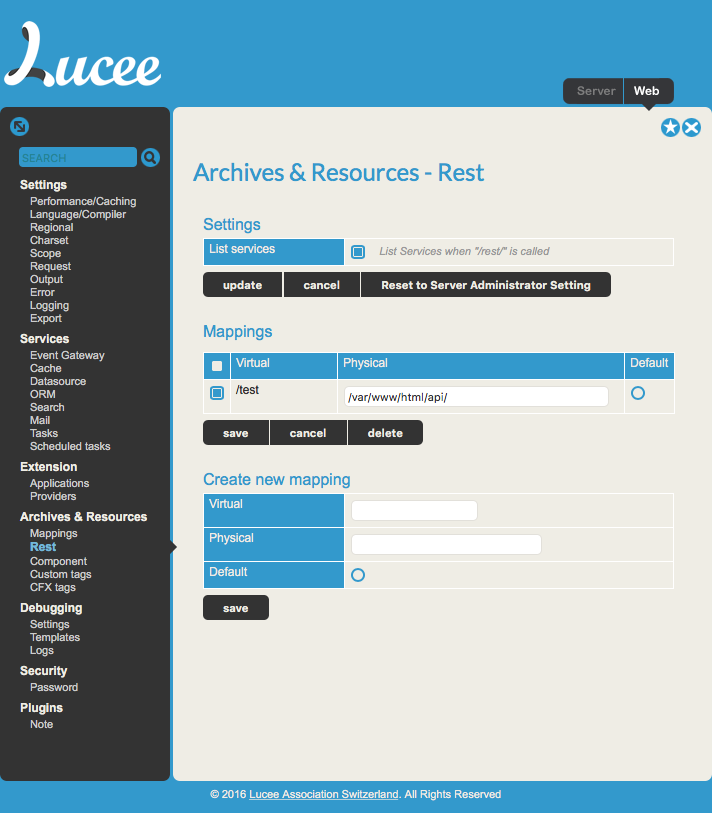 Lucee
Server Web
SEARCH
Settings
Performance/Caching
Language/Compiler
Regional
Charset
Scope
Request
Output
Error
Logging
Export
Services
Event Gateway
Cache
Datasource
ORM
Search
Mail
Tasks
Scheduled tasks
Extension
Applications
Providers
Archives & Resources
Mappings
Rest
Component
Custom tags
CFX tags
Debugging
Settings
Templates
Logs
Security
Password
Plugins
Note
Archives & Resources - Rest
Settings
List services List Services when "/rest/" is called
update cancel Reset to Server Administrator Setting
Mappings
Virtual Physical Default
/test /var/www/html/api/
save cancel delete
Create new mapping
Virtual
Physical
Default
save
© 2016 Lucee Association Switzerland. All Rights Reserved